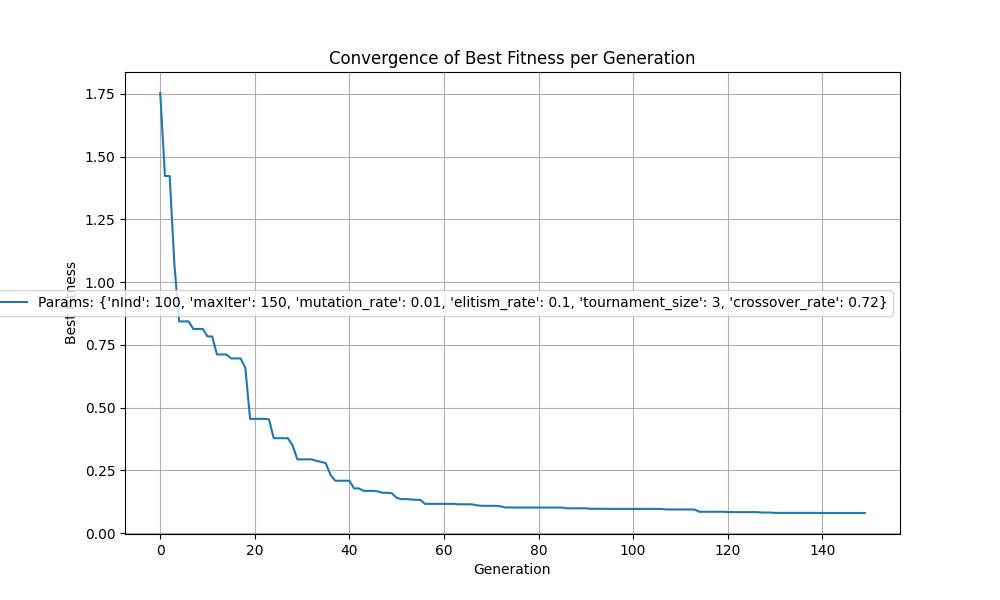 Convergence of Best Fitness per Generation
1.75
1.50
1.25
1.00
0.75
0.50
0.25
0.00
Best Fitness
Params: {'nInd': 100, 'maxIter': 150, 'mutation_rate': 0.01, 'elitism_rate': 0.1, 'tournament_size': 3, 'crossover_rate': 0.72}
0 20 40 60 80 100 120 140
Generation